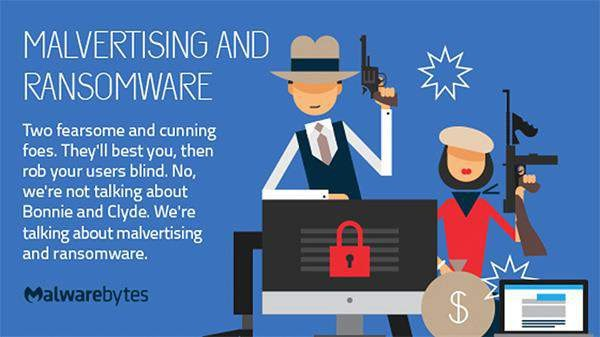 MALVERTISING AND
RANSOMWARE
Two fearsome and cunning
foes. They'll best you, then
rob your users blind. No,
we're not talking about
Bonnie and Clyde. We're
talking about malvertising
and ransomware.
Malwarebytes
$